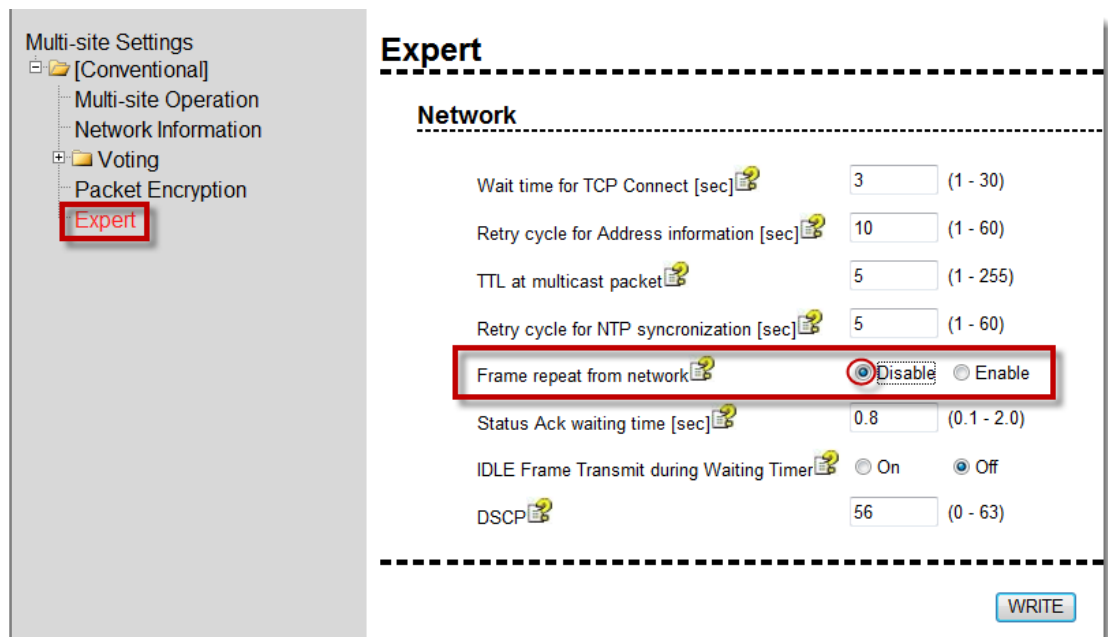 Multi-site Settings
[Conventional]
Multi-site Operation
Network Information
Voting
Packet Encryption
Expert
Expert
Network
Wait time for TCP Connect [sec] 3 (1 - 30)
Retry cycle for Address information [sec] 10 (1 - 60)
TTL at multicast packet 5 (1 - 255)
Retry cycle for NTP syncronization [sec] 5 (1 - 60)
Frame repeat from network Disable Enable
Status Ack waiting time [sec] 0.8 (0.1 - 2.0)
IDLE Frame Transmit during Waiting Timer On Off
DSCP 56 (0 - 63)
WRITE